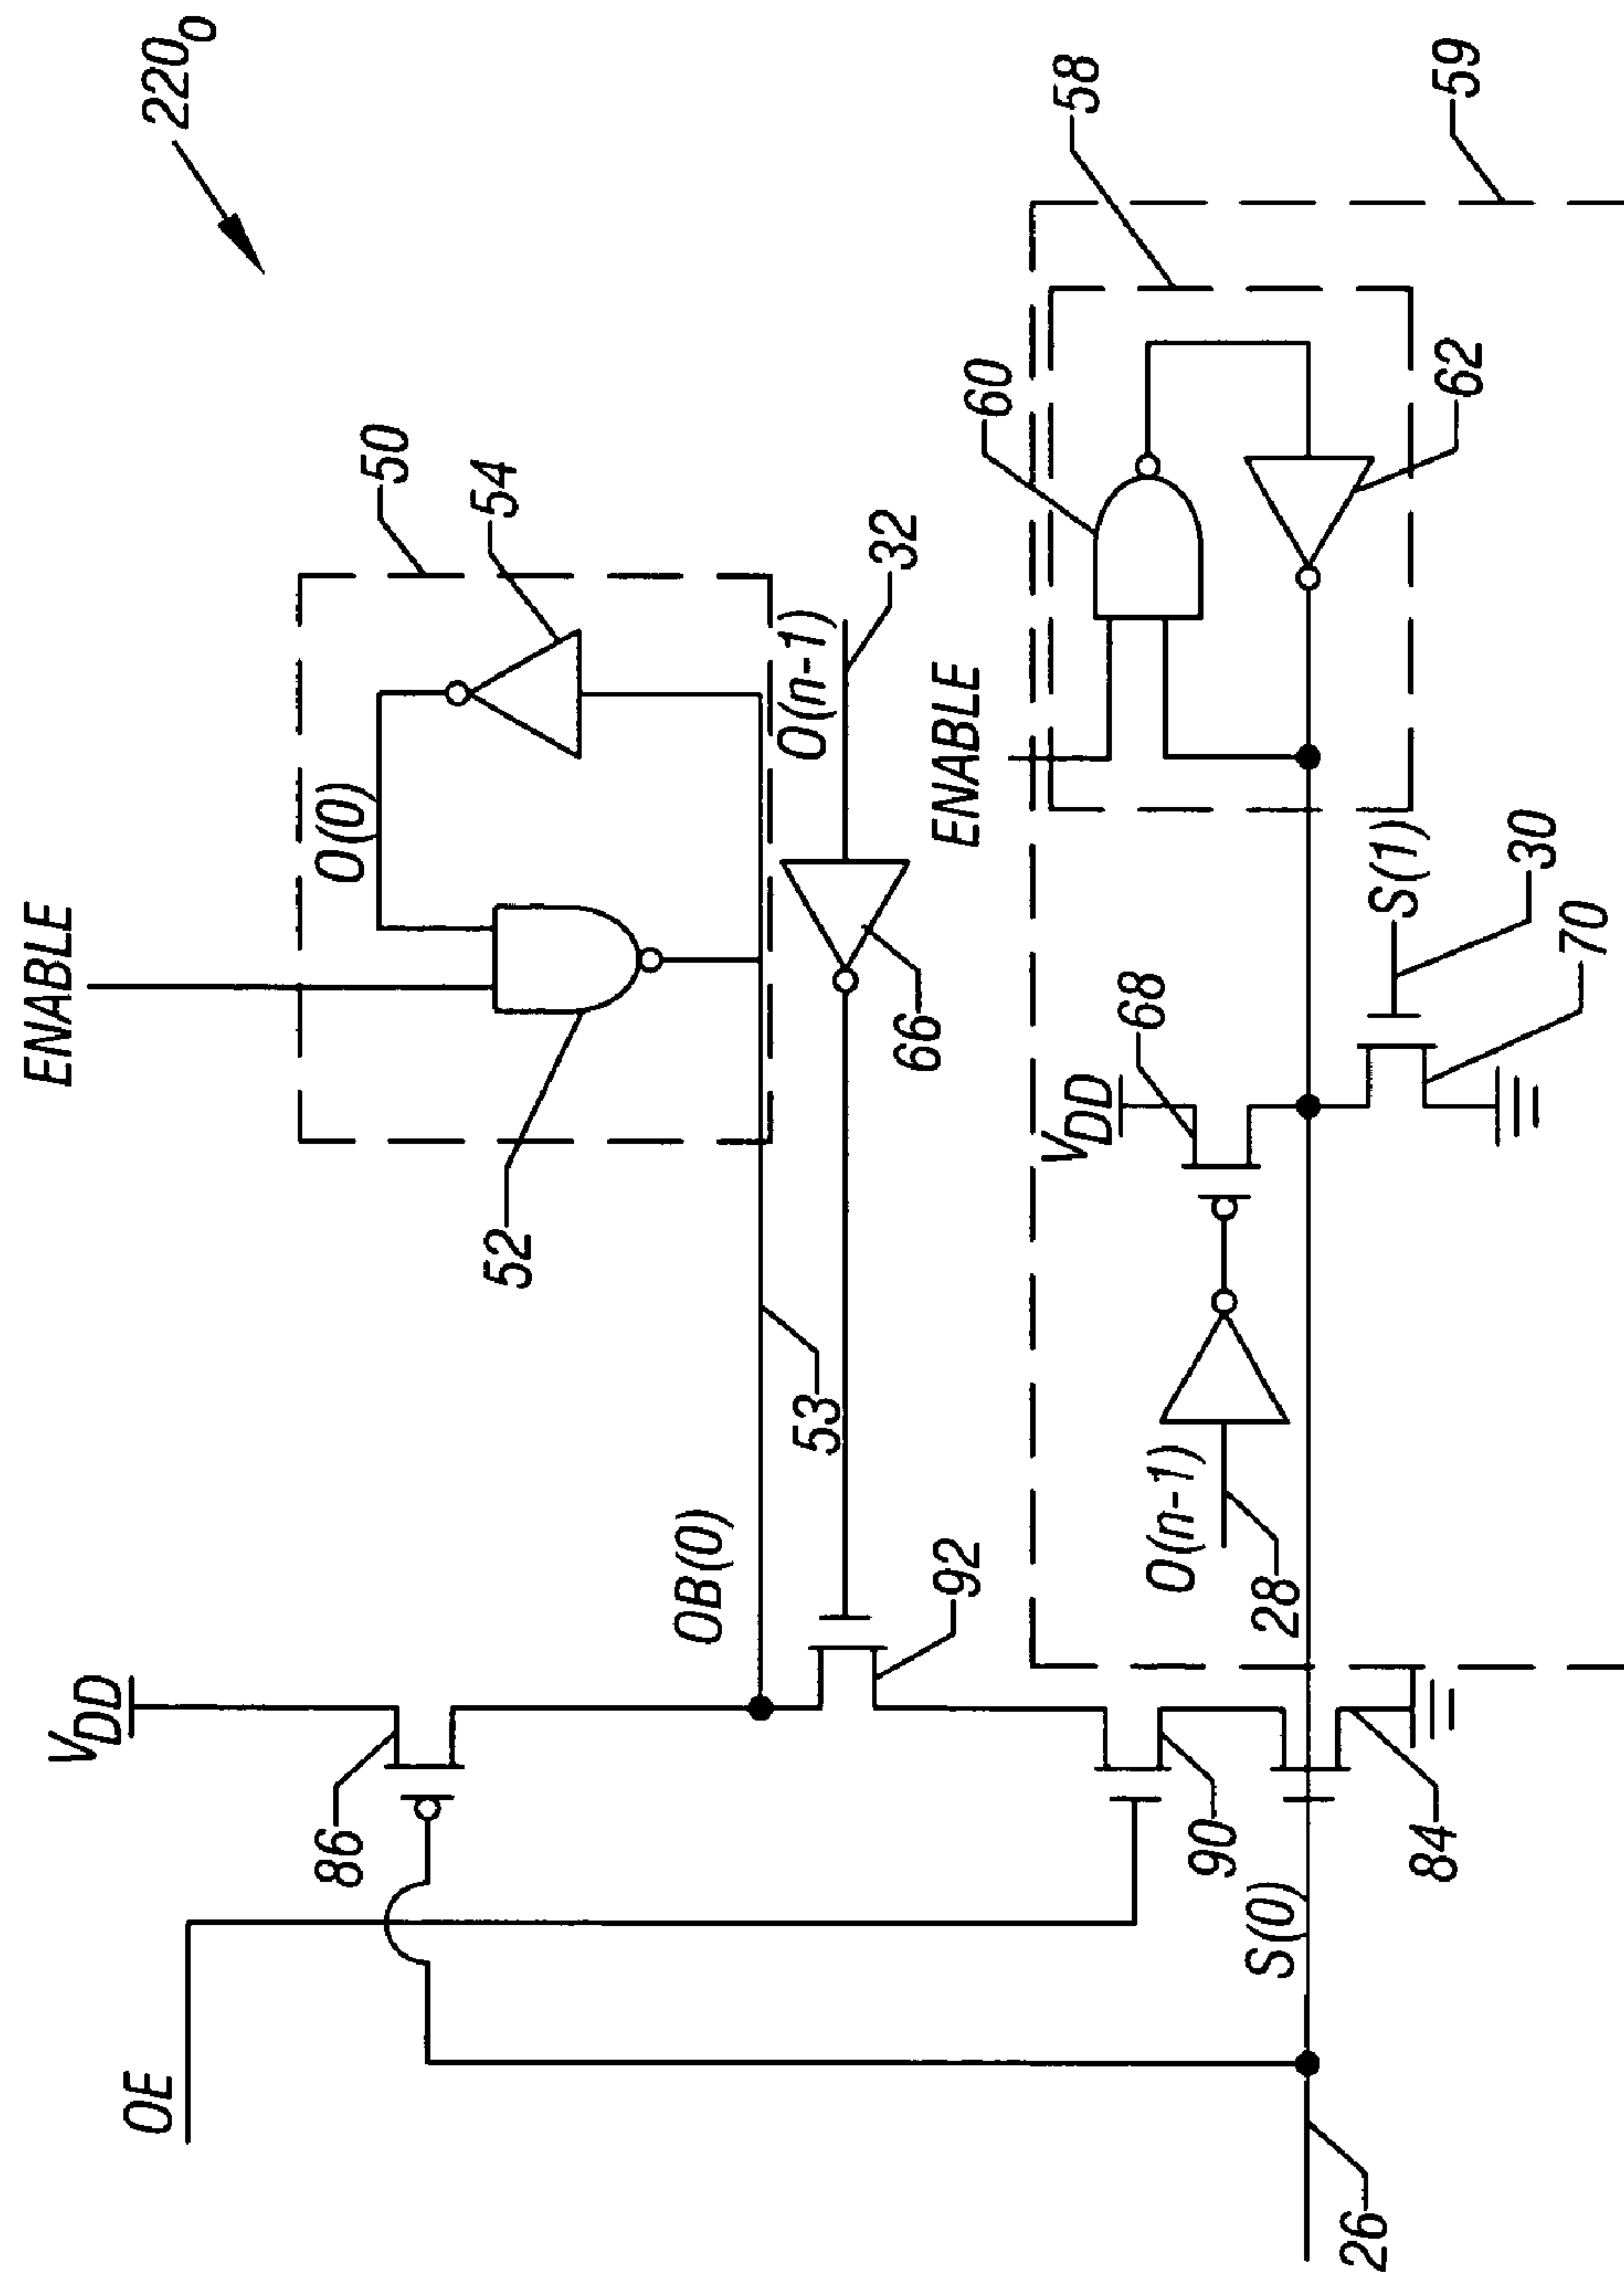 220₀
ENABLE
O(0)
50
54
52
O(n-1)
32
66
53
OB(0)
V_DD
86
OE
92
90
84
S(0)
26
58
59
60
ENABLE
62
V_DD
68
S(1)
30
70
O(n-1)
28